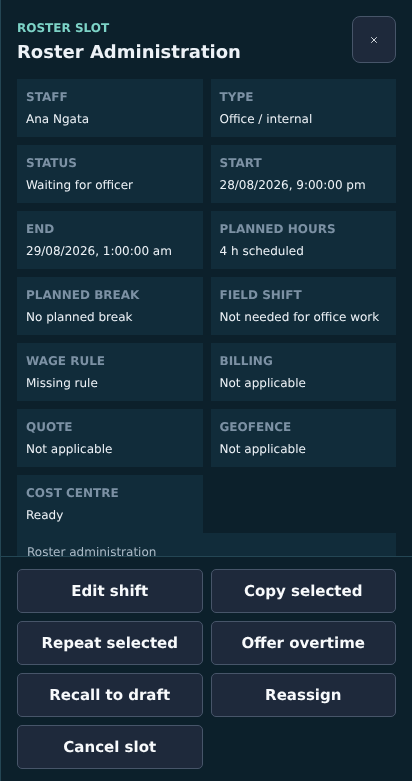 ROSTER SLOT
Roster Administration
×
STAFF
Ana Ngata
TYPE
Office / internal
STATUS
Waiting for officer
START
28/08/2026, 9:00:00 pm
END
29/08/2026, 1:00:00 am
PLANNED HOURS
4 h scheduled
PLANNED BREAK
No planned break
FIELD SHIFT
Not needed for office work
WAGE RULE
Missing rule
BILLING
Not applicable
QUOTE
Not applicable
GEOFENCE
Not applicable
COST CENTRE
Ready
Roster administration
Edit shift
Copy selected
Repeat selected
Offer overtime
Recall to draft
Reassign
Cancel slot